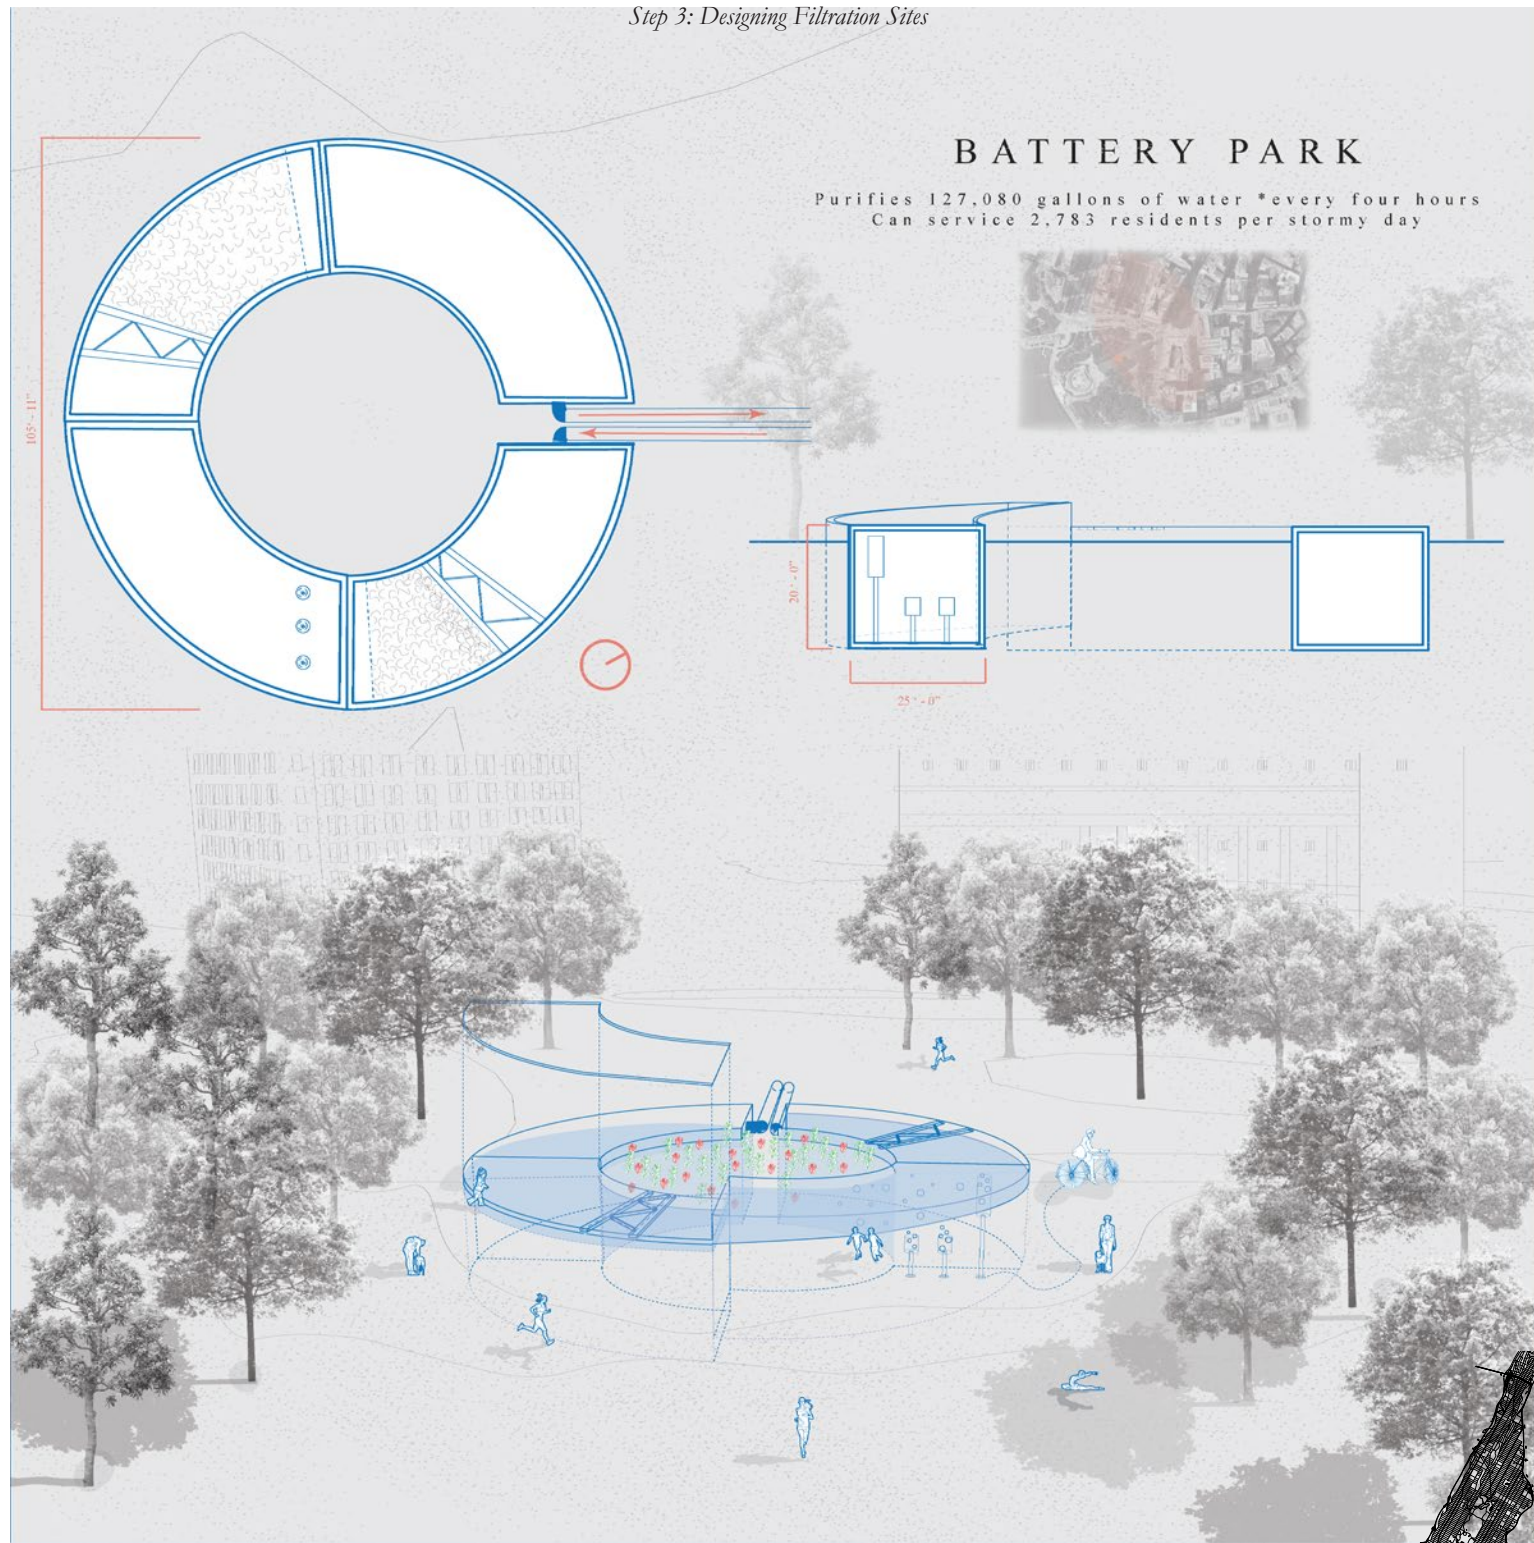 Step 3: Designing Filtration Sites
BATTERY PARK
Purifies 127,080 gallons of water *every four hours
Can service 2,783 residents per stormy day
105' - 11"
20' - 0"
25' - 0"